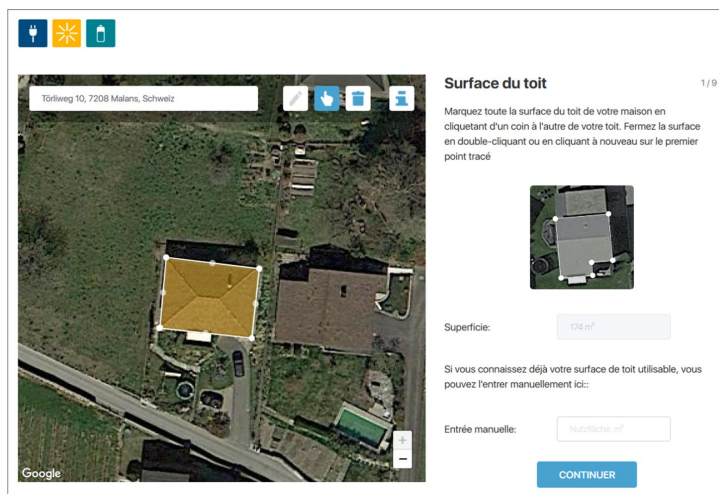 Törliweg 10, 7208 Malans, Schweiz
Surface du toit
1/9
Marquez toute la surface du toit de votre maison en
cliquetant d'un coin à l'autre de votre toit. Fermez la surface
en double-cliquant ou en cliquant à nouveau sur le premier
point tracé
Superficie:
174 m²
Si vous connaissez déjà votre surface de toit utilisable, vous
pouvez l'entrer manuellement ici::
Entrée manuelle:
Nutzfläche, m²
CONTINUER
+
−
Google